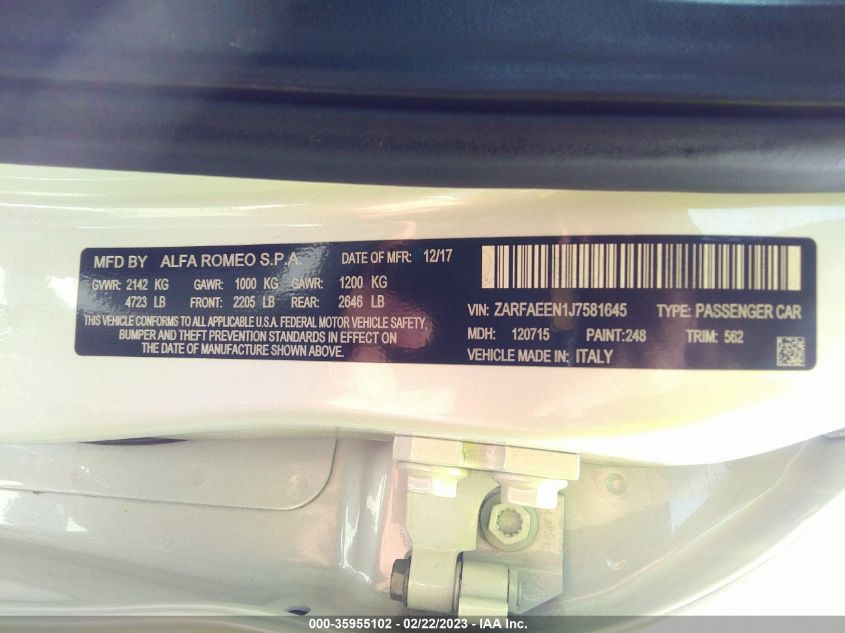 MFD BY ALFA ROMEO S.P.A. DATE OF MFR: 12/17
GVWR: 2142 KG GAWR: 1000 KG GAWR: 1200 KG
4723 LB FRONT: 2205 LB REAR: 2646 LB
THIS VEHICLE CONFORMS TO ALL APPLICABLE U.S.A. FEDERAL MOTOR VEHICLE SAFETY,
BUMPER AND THEFT PREVENTION STANDARDS IN EFFECT ON
THE DATE OF MANUFACTURE SHOWN ABOVE.
VIN: ZARFAEEN1J7581645 TYPE: PASSENGER CAR
MDH: 120715 PAINT:248 TRIM: 562
VEHICLE MADE IN: ITALY
000-35955102 - 02/22/2023 - IAA Inc.